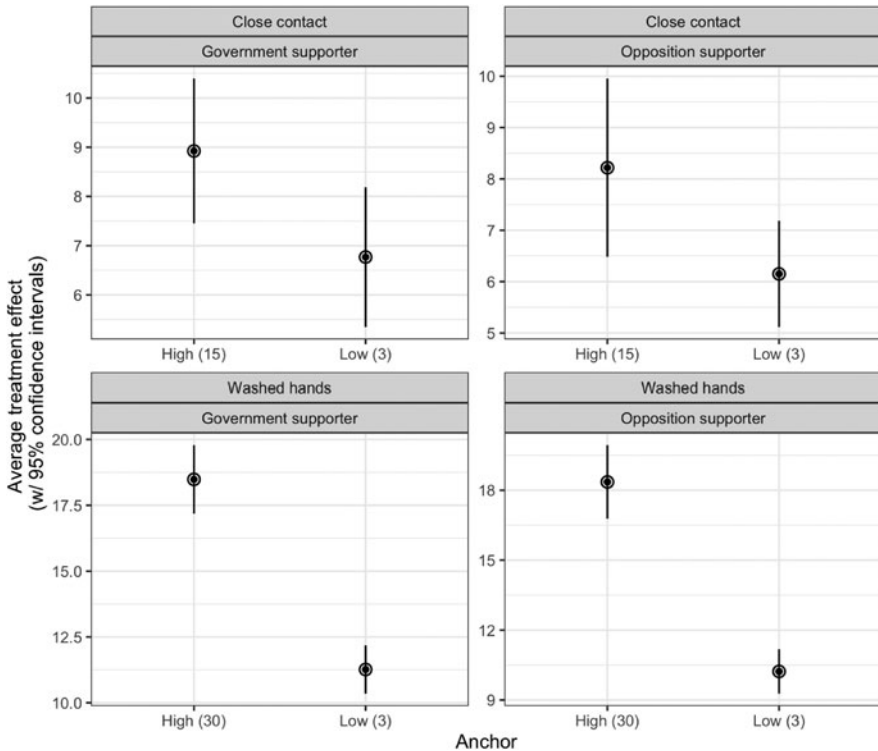 Close contact
Government supporter
Close contact
Opposition supporter
10
9
8
7
6
High (15)
Low (3)
10
9
8
7
6
5
High (15)
Low (3)
Average treatment effect
(w/ 95% confidence intervals)
Washed hands
Government supporter
Washed hands
Opposition supporter
20.0
17.5
15.0
12.5
10.0
High (30)
Low (3)
18
15
12
9
High (30)
Low (3)
Anchor